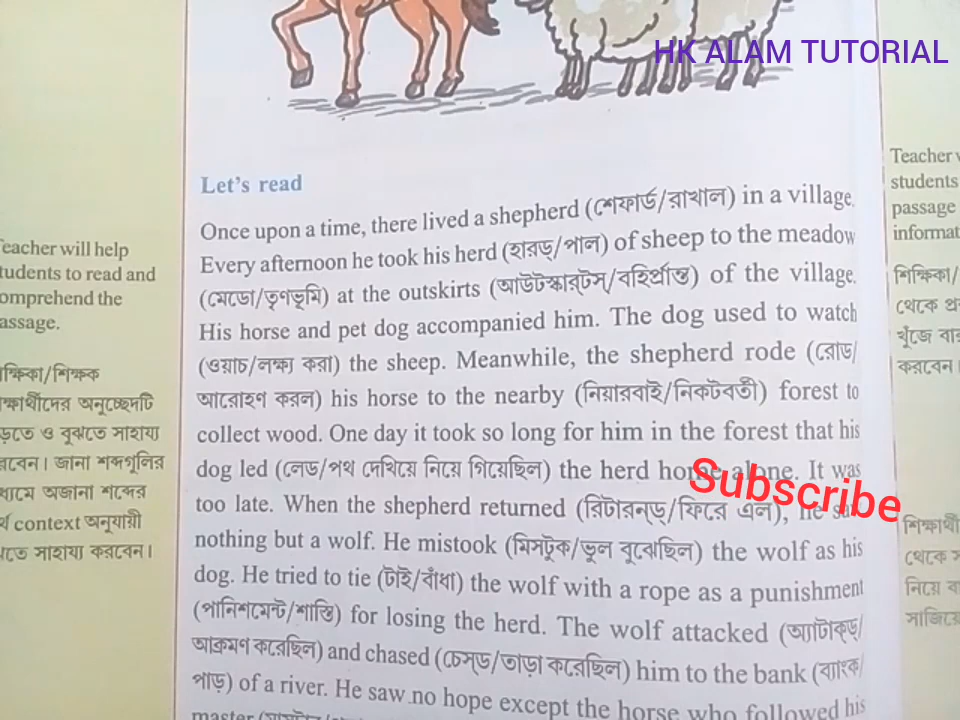 HK ALAM TUTORIAL
Let's read
Once upon a time, there lived a shepherd (শেফার্ড/রাখাল) in a village.
Every afternoon he took his herd (হারড্/পাল) of sheep to the meadow
(মেডো/তৃণভূমি) at the outskirts (আউটস্কার্টস্/বহির্প্রান্ত) of the village.
His horse and pet dog accompanied him. The dog used to watch
(ওয়াচ/লক্ষ্য করা) the sheep. Meanwhile, the shepherd rode (রোড/
আরোহণ করল) his horse to the nearby (নিয়ারবাই/নিকটবর্তী) forest to
collect wood. One day it took so long for him in the forest that his
dog led (লেড/পথ দেখিয়ে নিয়ে গিয়েছিল) the herd home alone. It was
too late. When the shepherd returned (রিটারন্ড্/ফিরে এল), he
nothing but a wolf. He mistook (মিসটুক/ভুল বুঝেছিল) the wolf as his
dog. He tried to tie (টাই/বাঁধা) the wolf with a rope as a punishment
(পানিশমেন্ট/শাস্তি) for losing the herd. The wolf attacked (অ্যাটাক্ড্/
আক্রমণ করেছিল) and chased (চেস্ড/তাড়া করেছিল) him to the bank (ব্যাংক/
পাড়) of a river. He saw no hope except the horse who followed his
master
Subscribe
eacher will help
tudents to read and
omprehend the
assage.
ক্ষিকা/শিক্ষক
ক্ষার্থীদের অনুচ্ছেদটি
ড়তে ও বুঝতে সাহায্য
রবেন। জানা শব্দগুলির
ধ্যমে অজানা শব্দের
র্থ context অনুযায়ী
ঝতে সাহায্য করবেন।
Teacher
students
passage
informat
শিক্ষিকা/
থেকে প্র
খুঁজে বার
করবেন।
শিক্ষার্থী
থেকে
নিয়ে বা
সাজিয়ে